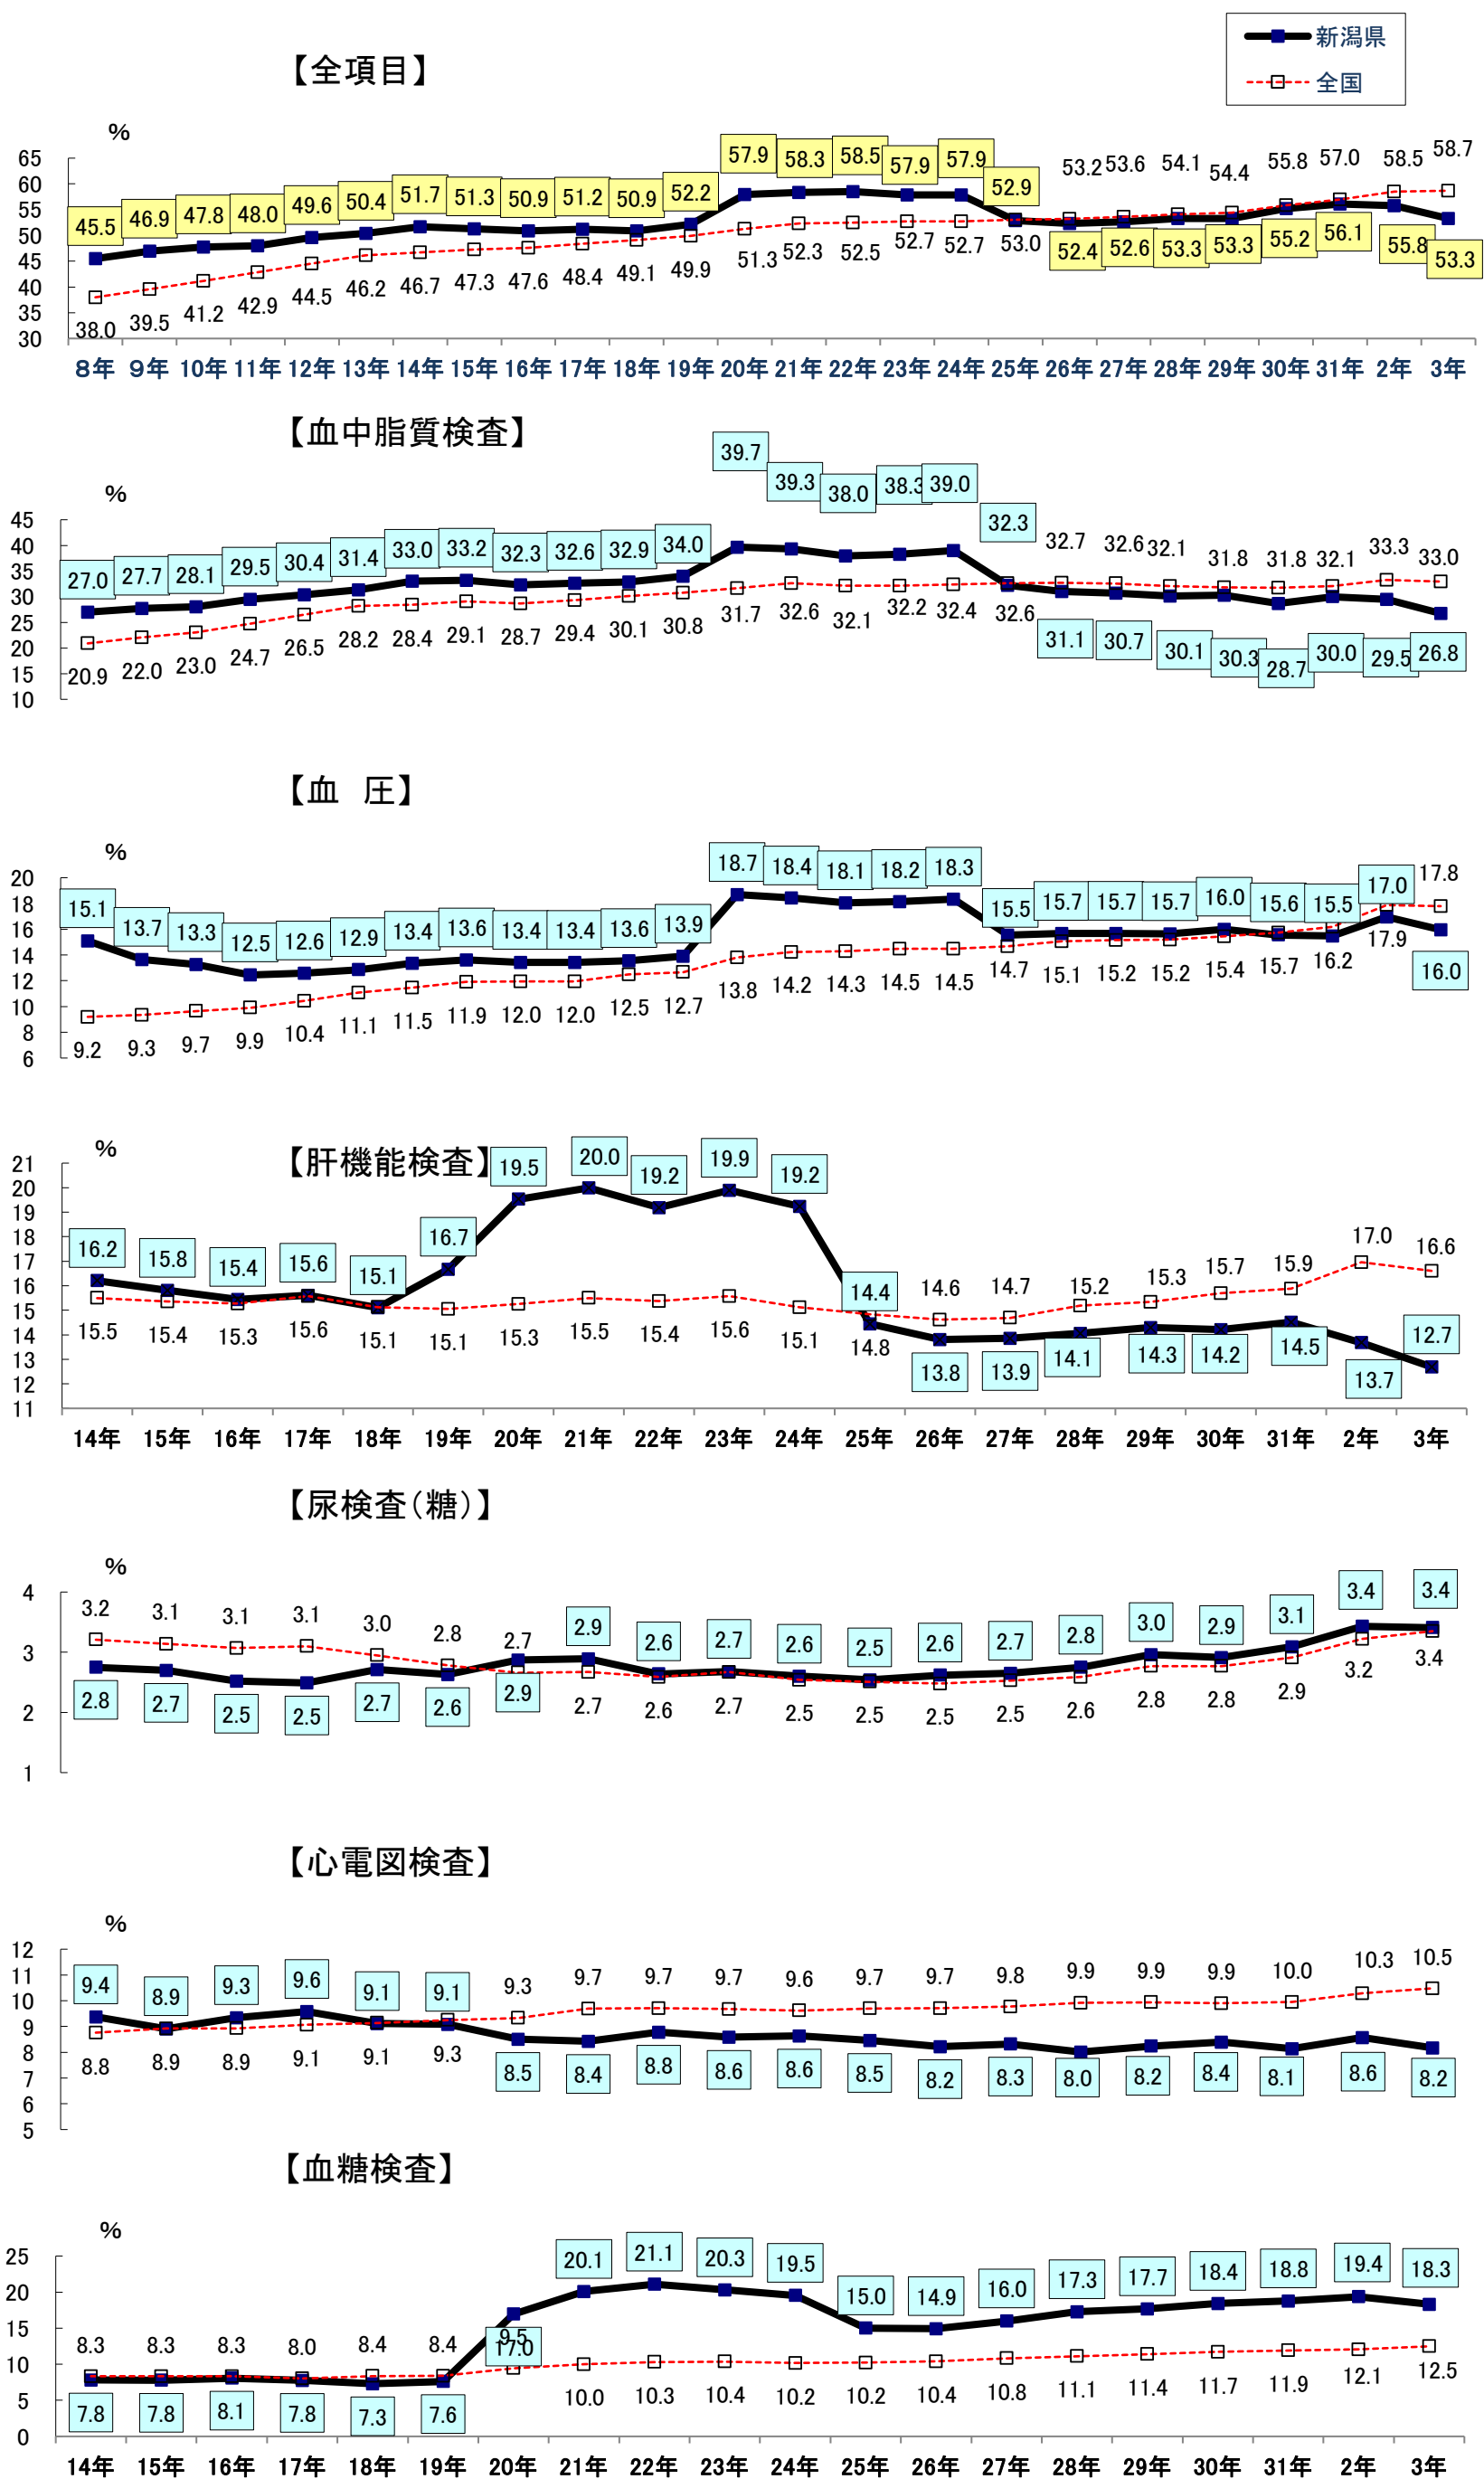 新潟県
全国
【全項目】
%
65
60
55
50
45
40
35
30
45.5 46.9 47.8 48.0 49.6 50.4 51.7 51.3 50.9 51.2 50.9 52.2 57.9 58.3 58.5 57.9 57.9 52.9 53.2 53.6 54.1 54.4 55.8 57.0 58.5 58.7
38.0 39.5 41.2 42.9 44.5 46.2 46.7 47.3 47.6 48.4 49.1 49.9 51.3 52.3 52.5 52.7 52.7 53.0 52.4 52.6 53.3 53.3 55.2 56.1 55.8 53.3
8年 9年 10年 11年 12年 13年 14年 15年 16年 17年 18年 19年 20年 21年 22年 23年 24年 25年 26年 27年 28年 29年 30年 31年 2年 3年
【血中脂質検査】
%
45
40
35
30
25
20
15
10
27.0 27.7 28.1 29.5 30.4 31.4 33.0 33.2 32.3 32.6 32.9 34.0 39.7 39.3 38.0 38.3 39.0 32.3 32.7 32.6 32.1 31.8 31.8 32.1 33.3 33.0
20.9 22.0 23.0 24.7 26.5 28.2 28.4 29.1 28.7 29.4 30.1 30.8 31.7 32.6 32.1 32.2 32.4 32.6 31.1 30.7 30.1 30.3 28.7 30.0 29.5 26.8
【血　圧】
%
20
18
16
14
12
10
8
6
15.1 13.7 13.3 12.5 12.6 12.9 13.4 13.6 13.4 13.4 13.6 13.9 18.7 18.4 18.1 18.2 18.3 15.5 15.7 15.7 15.7 16.0 15.6 15.5 17.0 17.8
9.2 9.3 9.7 9.9 10.4 11.1 11.5 11.9 12.0 12.0 12.5 12.7 13.8 14.2 14.3 14.5 14.5 14.7 15.1 15.2 15.2 15.4 15.7 16.2 17.9 16.0
【肝機能検査】
%
21
20
19
18
17
16
15
14
13
12
11
16.2 15.8 15.4 15.6 15.1 16.7 19.5 20.0 19.2 19.9 19.2 14.4 14.6 14.7 15.2 15.3 15.7 15.9 17.0 16.6
15.5 15.4 15.3 15.6 15.1 15.1 15.3 15.5 15.4 15.6 15.1 14.8 13.8 13.9 14.1 14.3 14.2 14.5 13.7 12.7
14年 15年 16年 17年 18年 19年 20年 21年 22年 23年 24年 25年 26年 27年 28年 29年 30年 31年 2年 3年
【尿検査（糖）】
%
4
3
2
1
3.2 3.1 3.1 3.1 3.0 2.8 2.7 2.9 2.6 2.7 2.6 2.5 2.6 2.7 2.8 3.0 2.9 3.1 3.4 3.4
2.8 2.7 2.5 2.5 2.7 2.6 2.9 2.7 2.6 2.7 2.5 2.5 2.5 2.5 2.6 2.8 2.8 2.9 3.2 3.4
【心電図検査】
%
12
11
10
9
8
7
6
5
9.4 8.9 9.3 9.6 9.1 9.1 9.3 9.7 9.7 9.7 9.6 9.7 9.7 9.8 9.9 9.9 9.9 10.0 10.3 10.5
8.8 8.9 8.9 9.1 9.1 9.3 8.5 8.4 8.8 8.6 8.6 8.5 8.2 8.3 8.0 8.2 8.4 8.1 8.6 8.2
【血糖検査】
%
25
20
15
10
5
0
8.3 8.3 8.3 8.0 8.4 8.4 9.5 20.1 21.1 20.3 19.5 15.0 14.9 16.0 17.3 17.7 18.4 18.8 19.4 18.3
7.8 7.8 8.1 7.8 7.3 7.6 17.0 10.0 10.3 10.4 10.2 10.2 10.4 10.8 11.1 11.4 11.7 11.9 12.1 12.5
14年 15年 16年 17年 18年 19年 20年 21年 22年 23年 24年 25年 26年 27年 28年 29年 30年 31年 2年 3年